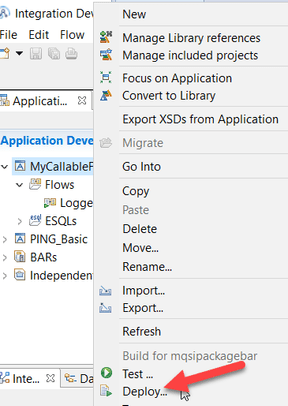 Integration Dev
File Edit
Applicati...
Application Deve
MyCallableF
Flows
Logge
ESQLs
PING_Basic
BARs
Independen
Inte...
Da
New
Manage Library references
Manage included projects
Focus on Application
Convert to Library
Export XSDs from Application
Migrate
Go Into
Copy
Paste
Delete
Move...
Rename...
Import...
Export...
Refresh
Build for mqsipackagebar
Test ...
Deploy...